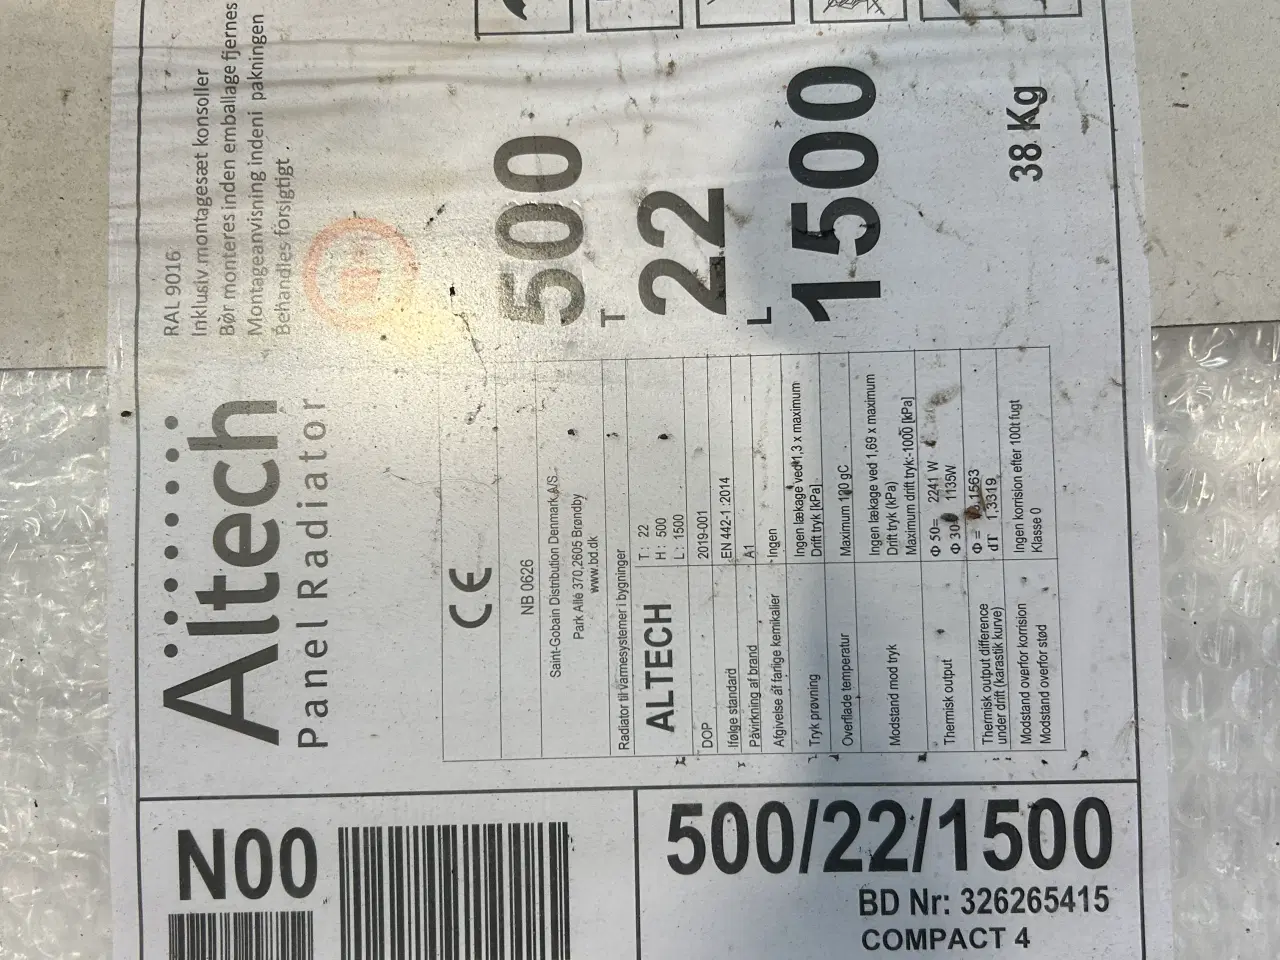 Altech
PanelRadiator
RAL 9016
Inklusiv montagesæt konsoller
Bør monteres inden emballage fjernes
Montageanvisning indeni pakningen
Behandles forsigtigt .
500
T
22
L
1500
38 Kg
CE
NB 0626
Saint-Gobain Distribution Denmark A/S.
Park Allé 370,2605 Brøndby
www.bd.dk
Radiator til varmesystemer i bygninger
ALTECH
T: 22
H: 500
L: 1500
DOP 2019-001
Ifølge standard EN 442-1 :2014
Påvirkning af brand A1
Afgivelse af farlige kemikalier Ingen
Tryk prøvning
Ingen lækage ved 1,3 x maximum
Drift tryk [kPa]
Overflade temperatur
Maximum gC
Modstand mod tryk
Ingen lækage ved 1,69 x maximum
Drift tryk (kPa)
Maximum drift tryk:-1000 [kPa]
Thermisk output
Φ 50= 2241 W
Φ 30 1135W
Thermisk output difference
under drift (karastik kurve)
Φ = 1563
dT 1,3319
Modstand overfor korrision Ingen korrision efter 100t fugt
Modstand overfor stød Klasse 0
N00
500/22/1500
BD Nr: 326265415
COMPACT 4